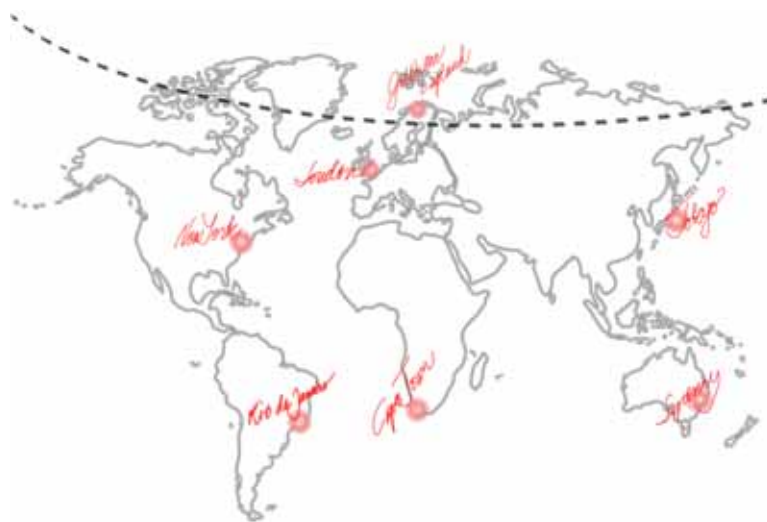 London
New York
Tokyo
Rio de Janeiro
Cape Town
Sydney